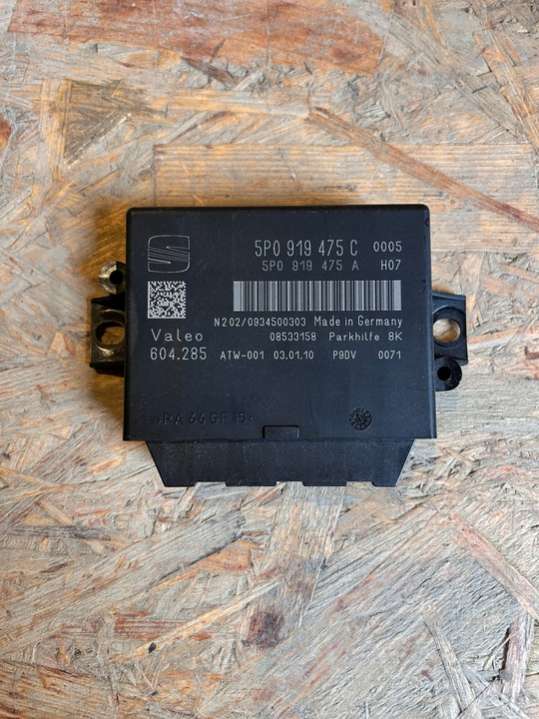 5P0 919 475 C 0005
5P0 919 475 A H07
N202/0934500303 Made in Germany
Valeo 08533158 Parkhilfe 8K
604.285 ATW-001 03.01.10 P9DV 0071